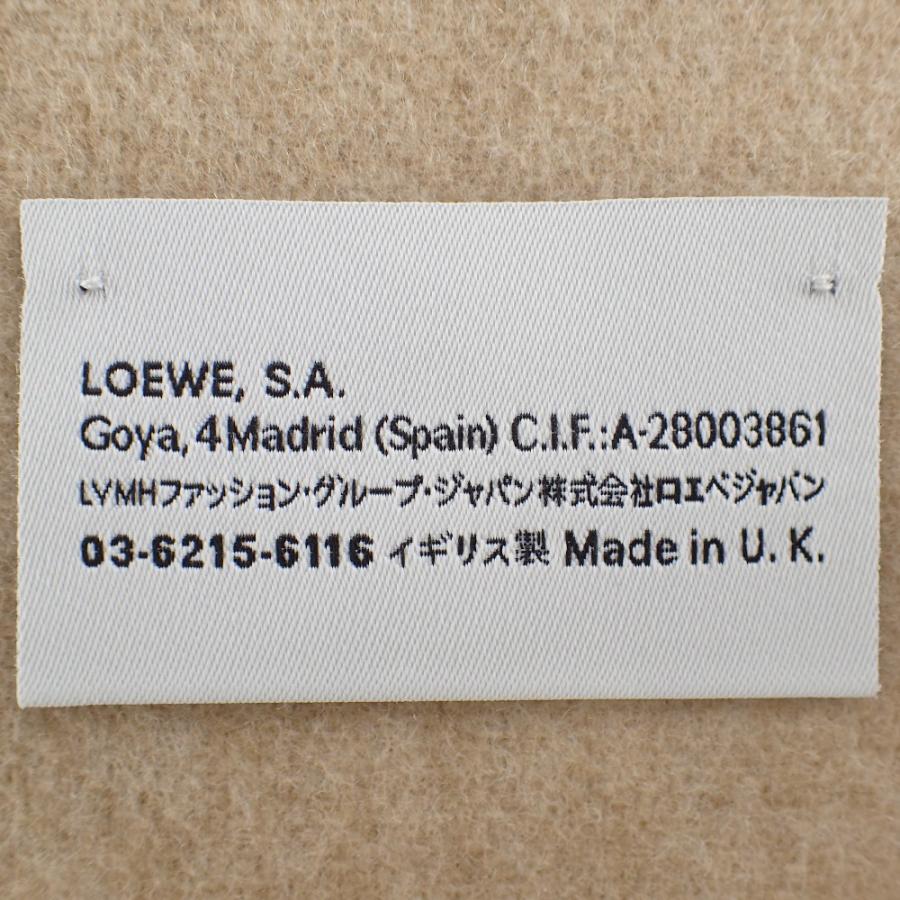 LOEWE, S.A.
Goya, 4 Madrid (Spain) C.I.F.:A-28003861
LVMHファッション・グループ・ジャパン株式会社ロエベジャパン
03-6215-6116 イギリス製 Made in U. K.